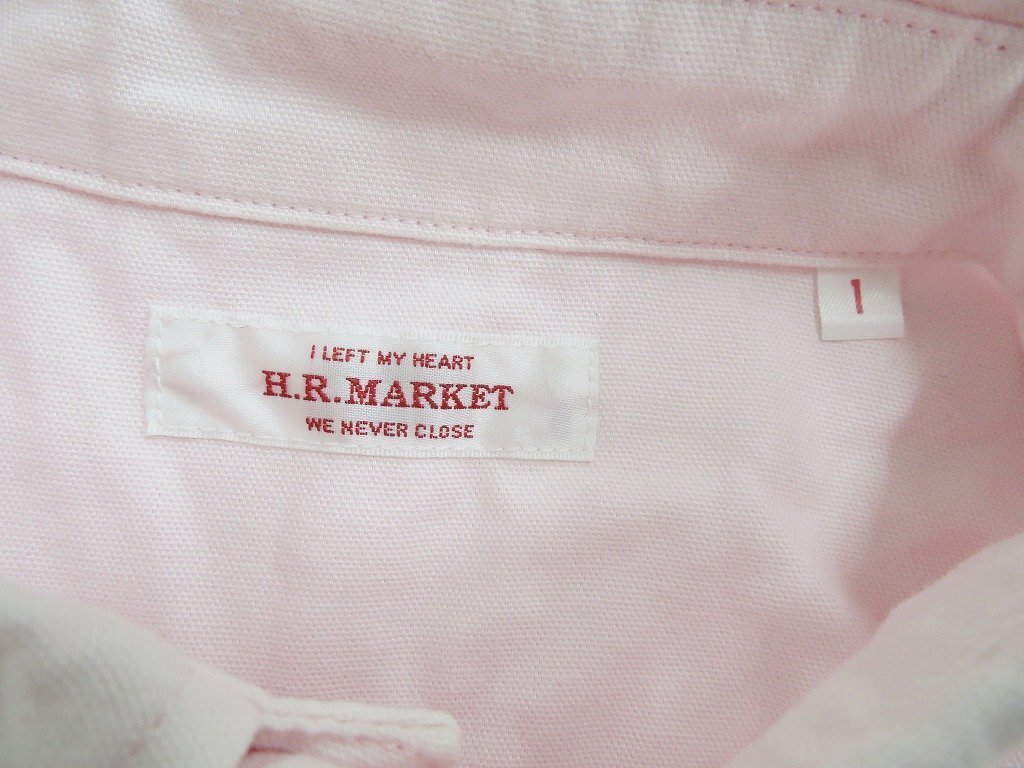 I LEFT MY HEART
H.R.MARKET
WE NEVER CLOSE
1